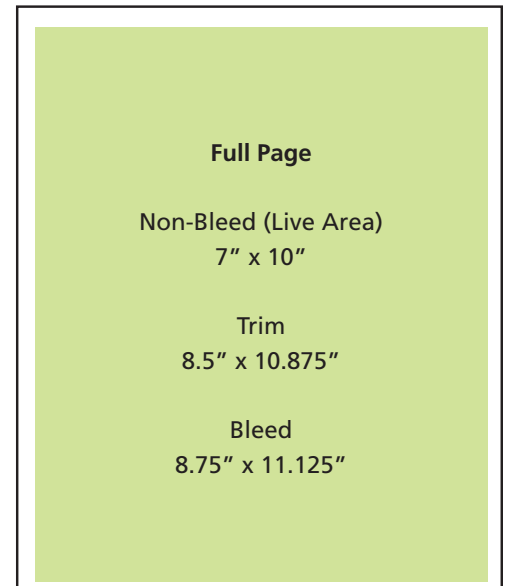 Full Page
Non-Bleed (Live Area)
7” x 10”
Trim
8.5” x 10.875”
Bleed
8.75” x 11.125”